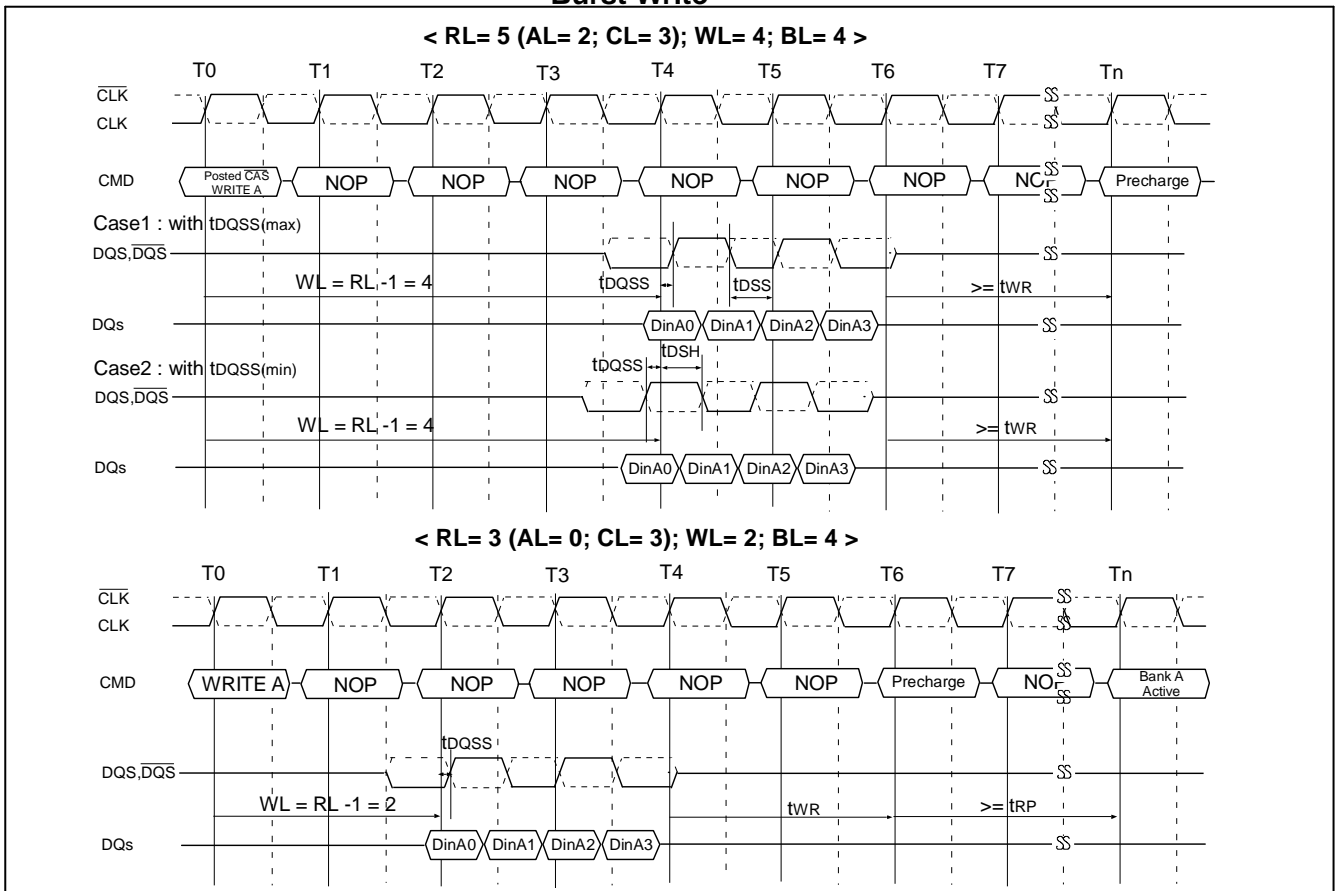 Burst Write
< RL= 5 (AL= 2; CL= 3); WL= 4; BL= 4 >
T0 T1 T2 T3 T4 T5 T6 T7 Tn
CLK
CLK
CMD Posted CAS WRITE A NOP NOP NOP NOP NOP NOP NOP Precharge
Case1 : with tDQSS(max)
DQS,DQS
WL = RL -1 = 4 tDQSS tDSS >= tWR
DQs DinA0 DinA1 DinA2 DinA3
Case2 : with tDQSS(min) tDQSS tDSH
DQS,DQS
WL = RL -1 = 4 >= tWR
DQs DinA0 DinA1 DinA2 DinA3
< RL= 3 (AL= 0; CL= 3); WL= 2; BL= 4 >
T0 T1 T2 T3 T4 T5 T6 T7 Tn
CLK
CLK
CMD WRITE A NOP NOP NOP NOP NOP Precharge NOP Bank A Active
tDQSS
DQS,DQS
WL = RL -1 = 2 tWR >= tRP
DQs DinA0 DinA1 DinA2 DinA3